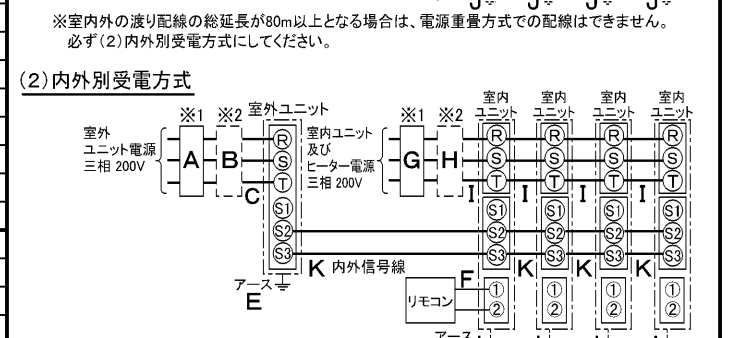 ※室内外の渡り配線の総延長が80m以上となる場合は、電源重畳方式での配線はできません。
必ず(2)内外別受電方式にしてください。
(2)内外別受電方式
※1 ※2 室外ユニット
室外
ユニット電源
三相 200V
A B C
R
S
T
S1
S2
S3
アース
E
室内ユニット
及び
ヒーター電源
三相 200V
※1 ※2
G H
室内
ユニット
室内
ユニット
室内
ユニット
室内
ユニット
R R R R
S S S S
T T T T
I I I I
S1 S1 S1 S1
S2 S2 S2 S2
S3 S3 S3 S3
K 内外信号線 K K K
リモコン F
① ① ① ①
② ② ② ②
アース